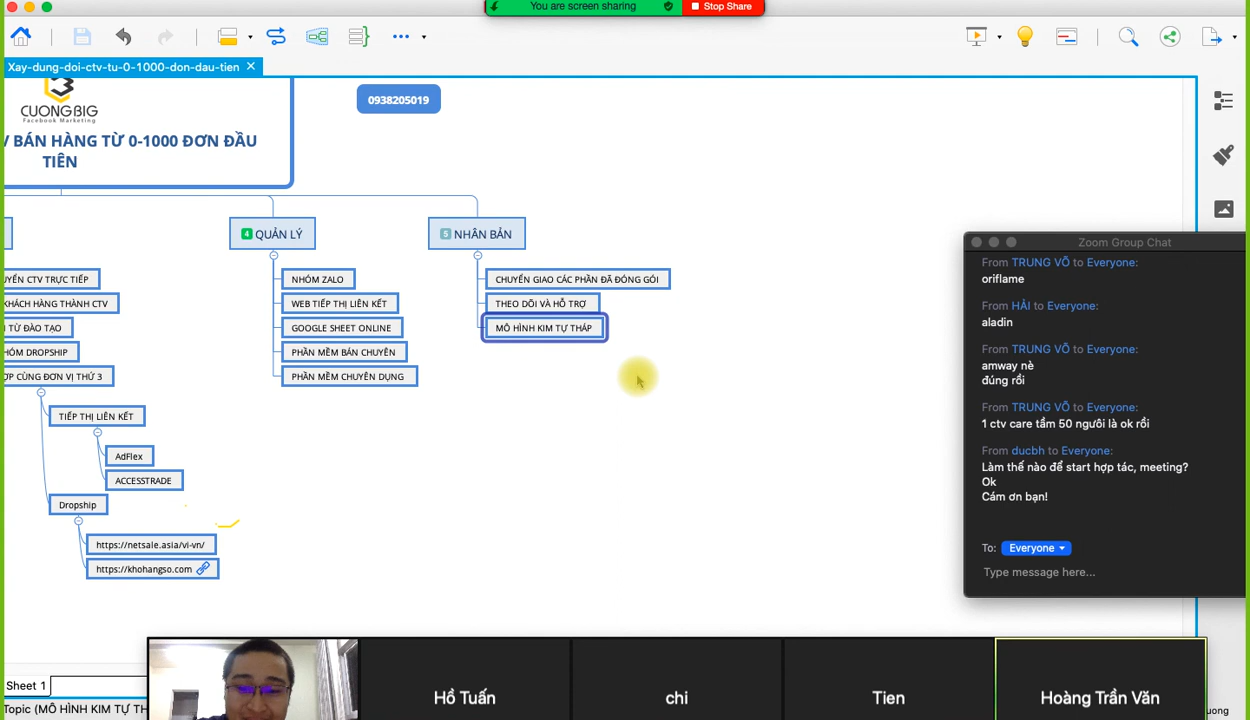 You are screen sharing
Stop Share
Xay-dung-doi-ctv-tu-0-1000-don-dau-tien
CUONGBIG
Facebook Marketing
BÁN HÀNG TỪ 0-1000 ĐƠN ĐẦU
TIÊN
0938205019
4 QUẢN LÝ
5 NHÂN BẢN
CTV TRỰC TIẾP
KHÁCH HÀNG THÀNH CTV
TỪ ĐÀO TẠO
DROPSHIP
CÙNG ĐƠN VỊ THỨ 3
TIẾP THỊ LIÊN KẾT
AdFlex
ACCESSTRADE
Dropship
https://netsale.asia/vi-vn/
https://khohangso.com
NHÓM ZALO
WEB TIẾP THỊ LIÊN KẾT
GOOGLE SHEET ONLINE
PHẦN MỀM BÁN CHUYÊN
PHẦN MỀM CHUYÊN DỤNG
CHUYỂN GIAO CÁC PHẦN ĐÃ ĐÓNG GÓI
THEO DÕI VÀ HỖ TRỢ
MÔ HÌNH KIM TỰ THÁP
Zoom Group Chat
From TRUNG VÕ to Everyone:
oriflame
From HẢI to Everyone:
aladin
From TRUNG VÕ to Everyone:
amway nè
đúng rồi
From TRUNG VÕ to Everyone:
1 ctv care tầm 50 người là ok rồi
From ducbh to Everyone:
Làm thế nào để start hợp tác, meeting?
Ok
Cám ơn bạn!
To: Everyone
Type message here...
Sheet 1
Topic (MÔ HÌNH KIM TỰ TH
Hồ Tuấn
chi
Tien
Hoàng Trần Văn